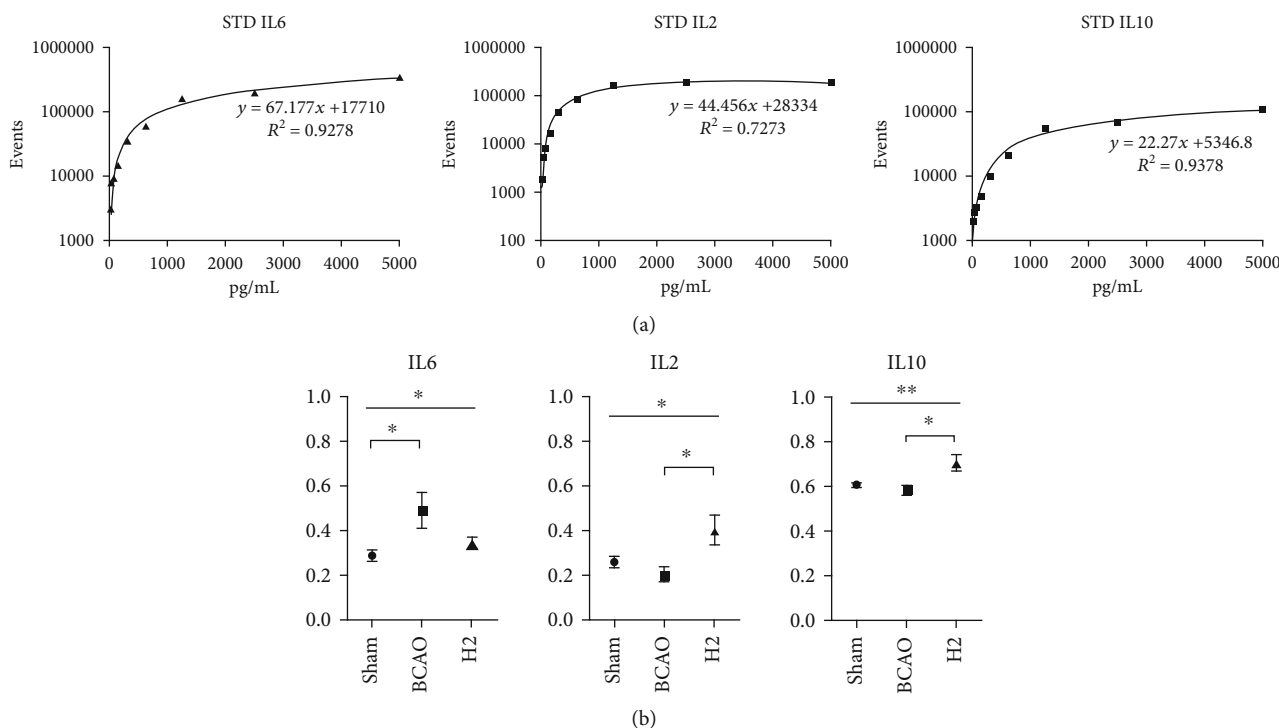 STD IL6
1000000
100000
10000
1000
Events
y = 67.177x +17710
R² = 0.9278
0 1000 2000 3000 4000 5000
pg/mL
STD IL2
1000000
100000
10000
1000
100
Events
y = 44.456x +28334
R² = 0.7273
0 1000 2000 3000 4000 5000
pg/mL
STD IL10
1000000
100000
10000
1000
Events
y = 22.27x +5346.8
R² = 0.9378
0 1000 2000 3000 4000 5000
pg/mL
(a)
IL6
1.0
0.8
0.6
0.4
0.2
0.0
*
*
Sham
BCAO
H2
IL2
1.0
0.8
0.6
0.4
0.2
0.0
*
*
Sham
BCAO
H2
IL10
1.0
0.8
0.6
0.4
0.2
0.0
**
*
Sham
BCAO
H2
(b)